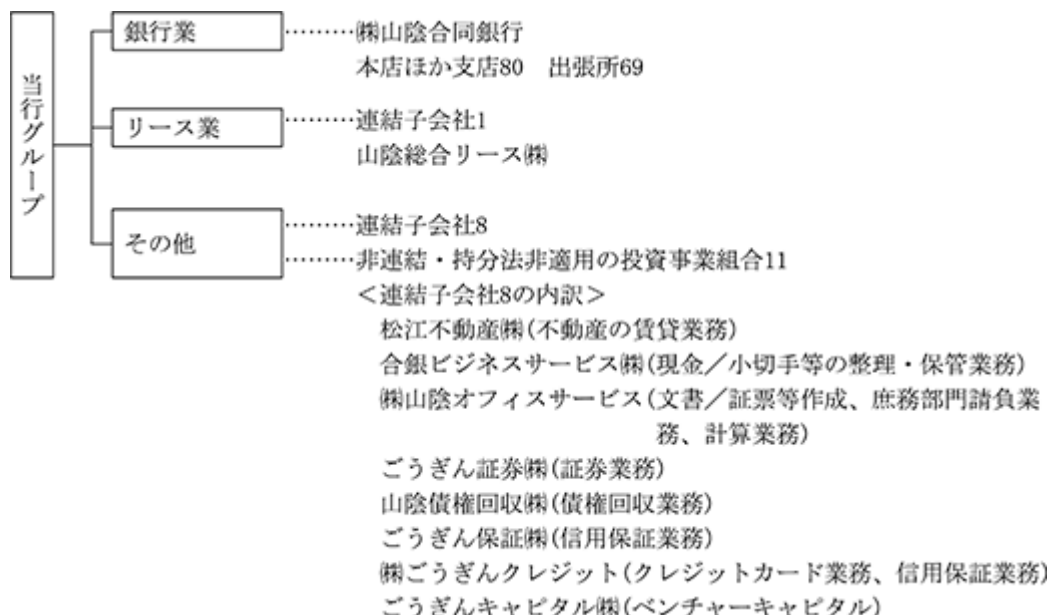 当行グループ
銀行業
………㈱山陰合同銀行
本店ほか支店80　出張所69
リース業
………連結子会社1
山陰総合リース㈱
その他
………連結子会社8
………非連結・持分法非適用の投資事業組合11
＜連結子会社8の内訳＞
松江不動産㈱(不動産の賃貸業務)
合銀ビジネスサービス㈱(現金／小切手等の整理・保管業務)
㈱山陰オフィスサービス(文書／証票等作成、庶務部門請負業
務、計算業務)
ごうぎん証券㈱(証券業務)
山陰債権回収㈱(債権回収業務)
ごうぎん保証㈱(信用保証業務)
㈱ごうぎんクレジット(クレジットカード業務、信用保証業務)
ごうぎんキャピタル㈱(ベンチャーキャピタル)